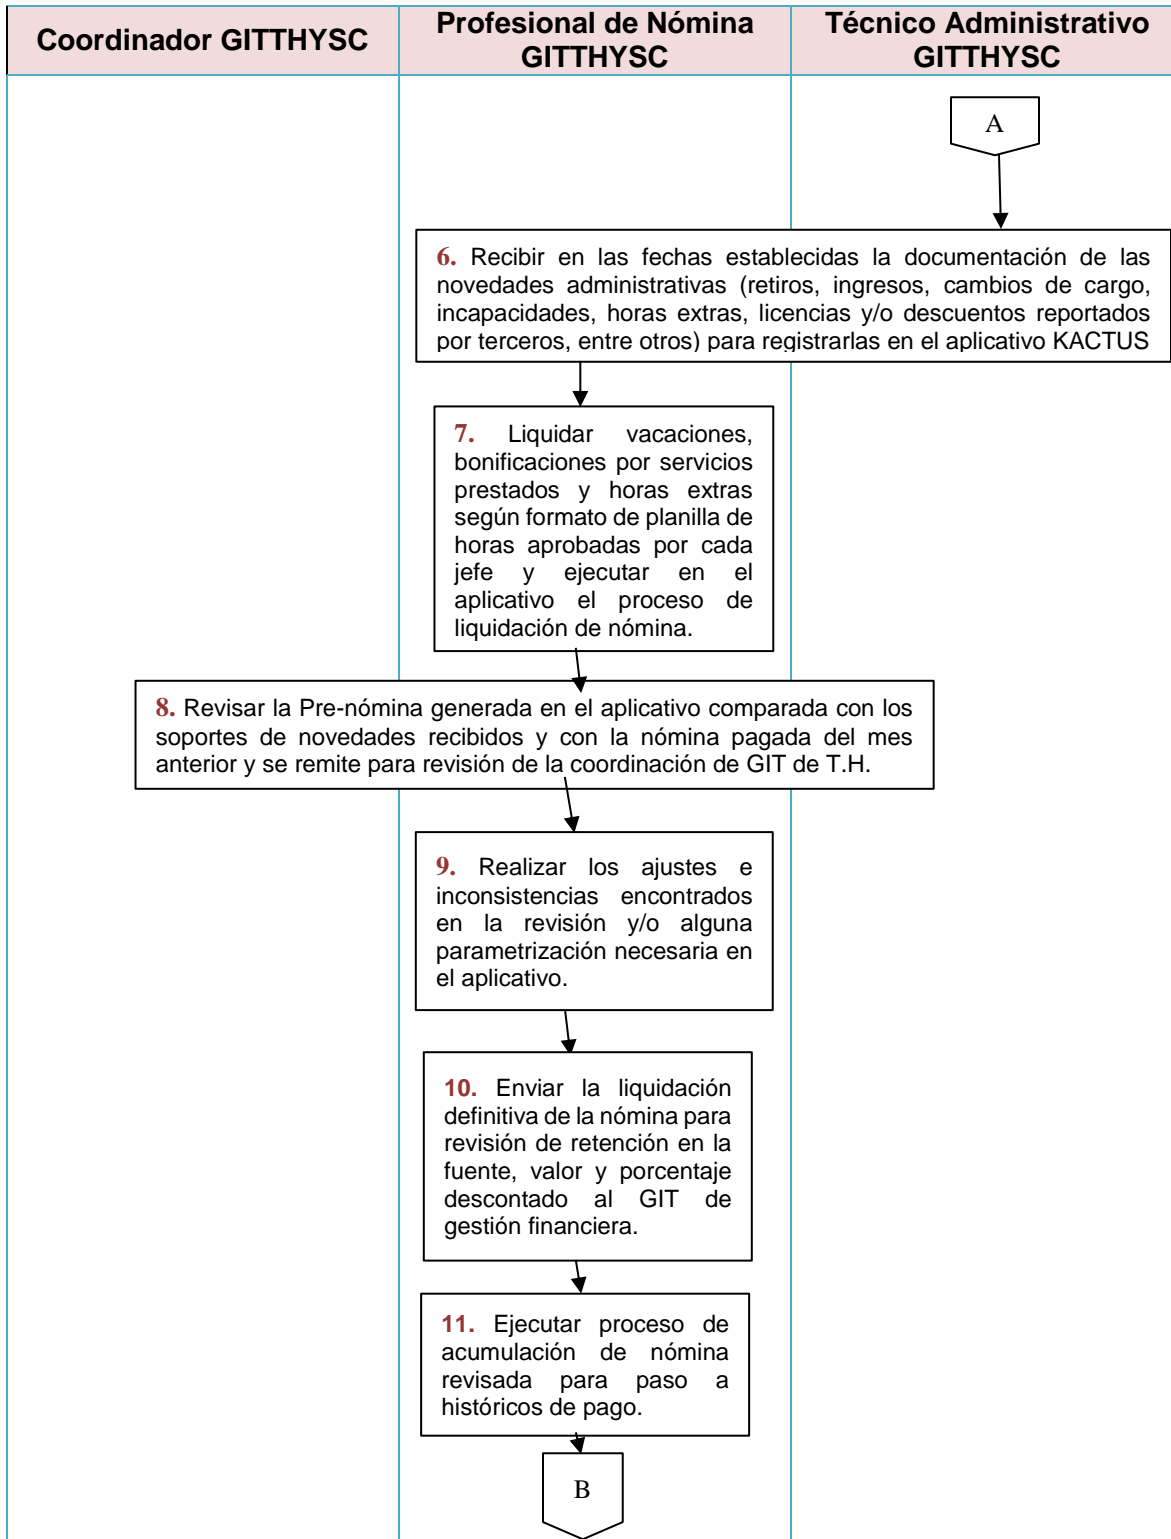 Coordinador GITTHYSC
Profesional de Nómina
GITTHYSC
Técnico Administrativo
GITTHYSC
A
6. Recibir en las fechas establecidas la documentación de las
novedades administrativas (retiros, ingresos, cambios de cargo,
incapacidades, horas extras, licencias y/o descuentos reportados
por terceros, entre otros) para registrarlas en el aplicativo KACTUS
7. Liquidar vacaciones,
bonificaciones por servicios
prestados y horas extras
según formato de planilla de
horas aprobadas por cada
jefe y ejecutar en el
aplicativo el proceso de
liquidación de nómina.
8. Revisar la Pre-nómina generada en el aplicativo comparada con los
soportes de novedades recibidos y con la nómina pagada del mes
anterior y se remite para revisión de la coordinación de GIT de T.H.
9. Realizar los ajustes e
inconsistencias encontrados
en la revisión y/o alguna
parametrización necesaria en
el aplicativo.
10. Enviar la liquidación
definitiva de la nómina para
revisión de retención en la
fuente, valor y porcentaje
descontado al GIT de
gestión financiera.
11. Ejecutar proceso de
acumulación de nómina
revisada para paso a
históricos de pago.
B